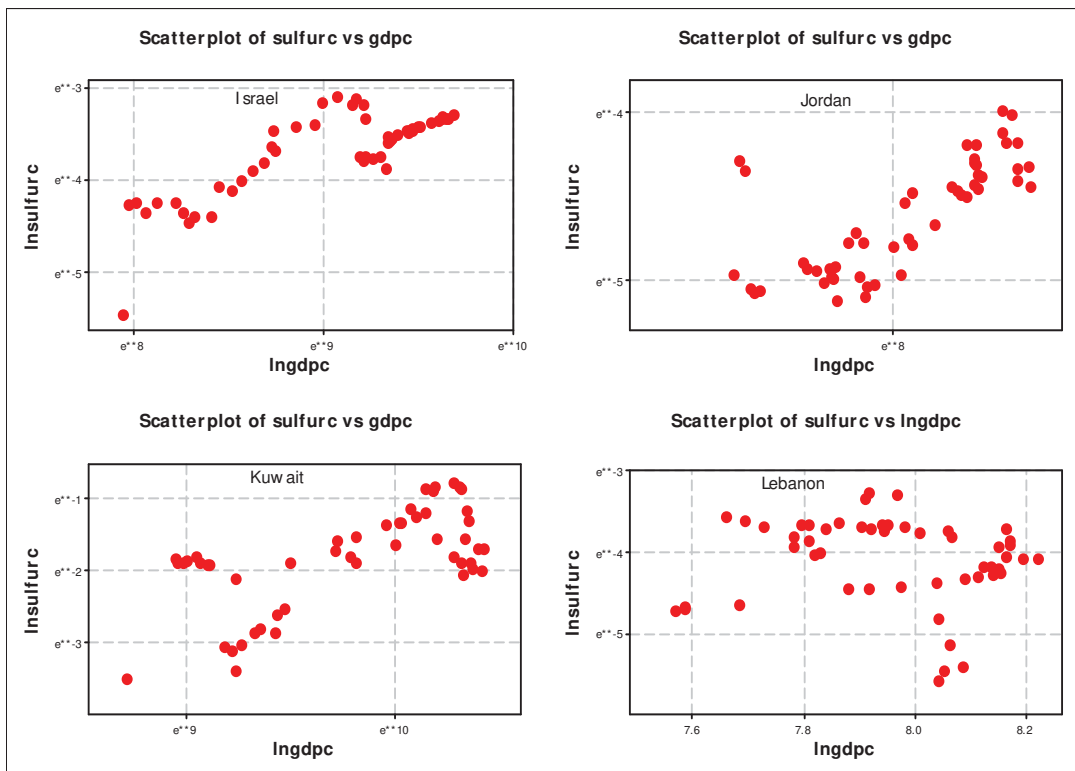 Scatterplot of sulfurc vs gdpc
Israel
lnsulfurc
e**-3
e**-4
e**-5
e**8
e**9
e**10
lngdpc
Scatterplot of sulfurc vs gdpc
Jordan
lnsulfurc
e**-4
e**-5
e**8
lngdpc
Scatterplot of sulfurc vs gdpc
Kuwait
lnsulfurc
e**-1
e**-2
e**-3
e**9
e**10
lngdpc
Scatterplot of sulfurc vs lngdpc
Lebanon
lnsulfurc
e**-3
e**-4
e**-5
7.6
7.8
8.0
8.2
lngdpc